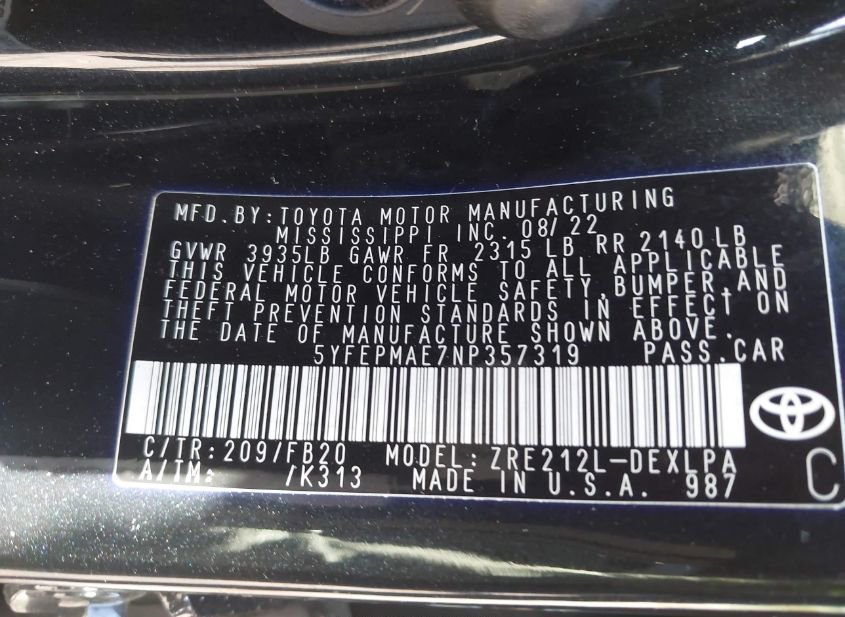 MFD.BY:TOYOTA MOTOR MANUFACTURING
MISSISSIPPI INC. 08/22
GVWR 3935LB GAWR FR 2315 LB RR 2140LB
THIS VEHICLE CONFORMS TO ALL APPLICABLE
FEDERAL MOTOR VEHICLE SAFETY,BUMPER,AND
THEFT PREVENTION STANDARDS IN EFFECT ON
THE DATE OF MANUFACTURE SHOWN ABOVE.
5YFEPMAE7NP357319 PASS.CAR
C/TR:209/FB20 MODEL:ZRE212L-DEXLPA
A/TM: /K313 MADE IN U.S.A. 987
C